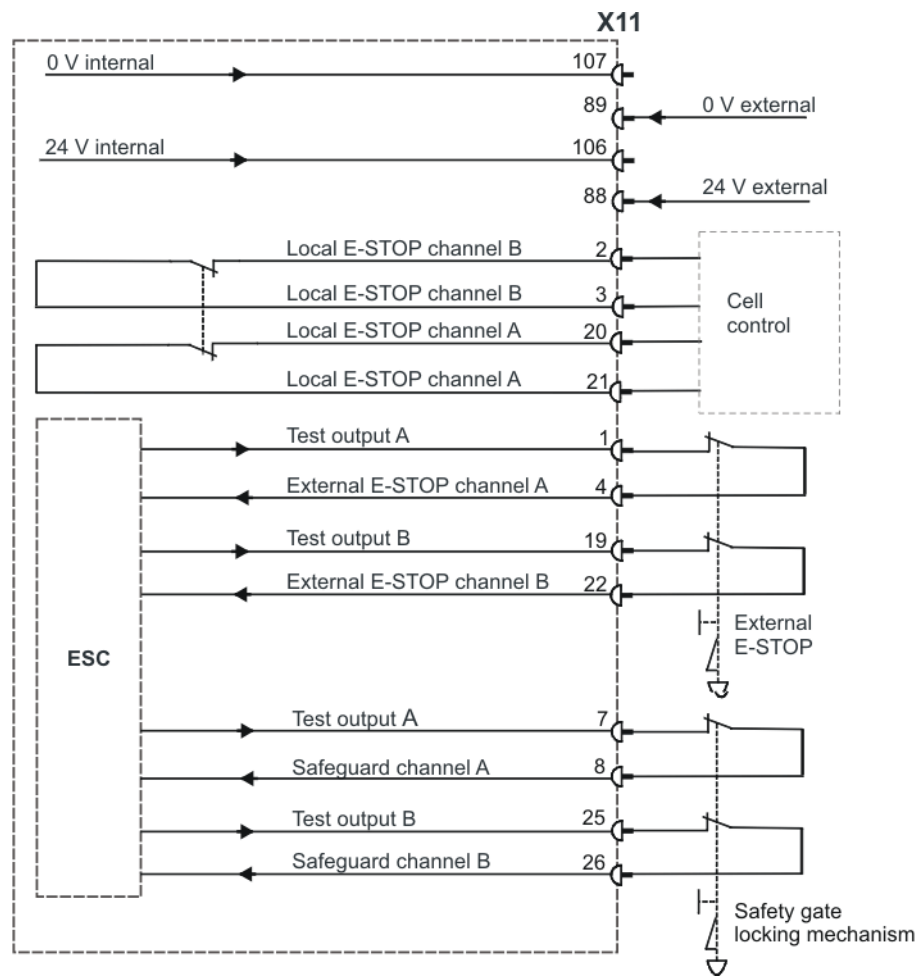 X11
0 V internal
107
89
0 V external
24 V internal
106
88
24 V external
Local E-STOP channel B
2
Local E-STOP channel B
3
Cell
control
Local E-STOP channel A
20
Local E-STOP channel A
21
Test output A
1
External E-STOP channel A
4
Test output B
19
External E-STOP channel B
22
External
E-STOP
ESC
Test output A
7
Safeguard channel A
8
Test output B
25
Safeguard channel B
26
Safety gate
locking mechanism